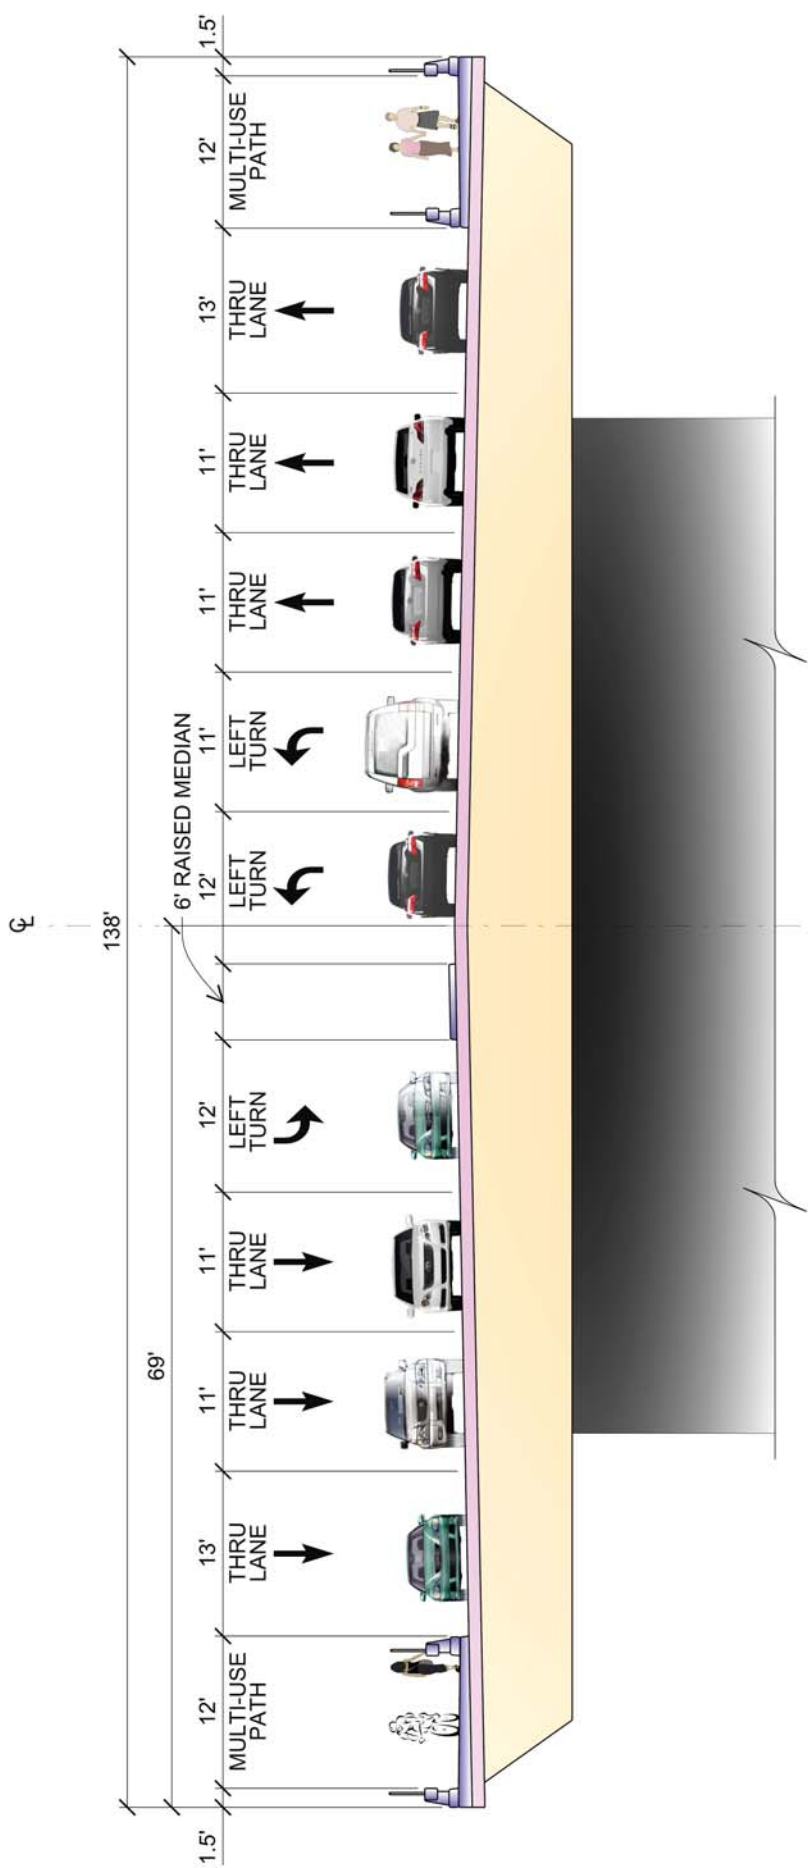 ℄
138'
69'
6' RAISED MEDIAN
1.5'
12'
MULTI-USE
PATH
13'
THRU
LANE
11'
THRU
LANE
11'
THRU
LANE
12'
LEFT
TURN
12'
LEFT
TURN
11'
LEFT
TURN
11'
THRU
LANE
11'
THRU
LANE
13'
THRU
LANE
12'
MULTI-USE
PATH
1.5'